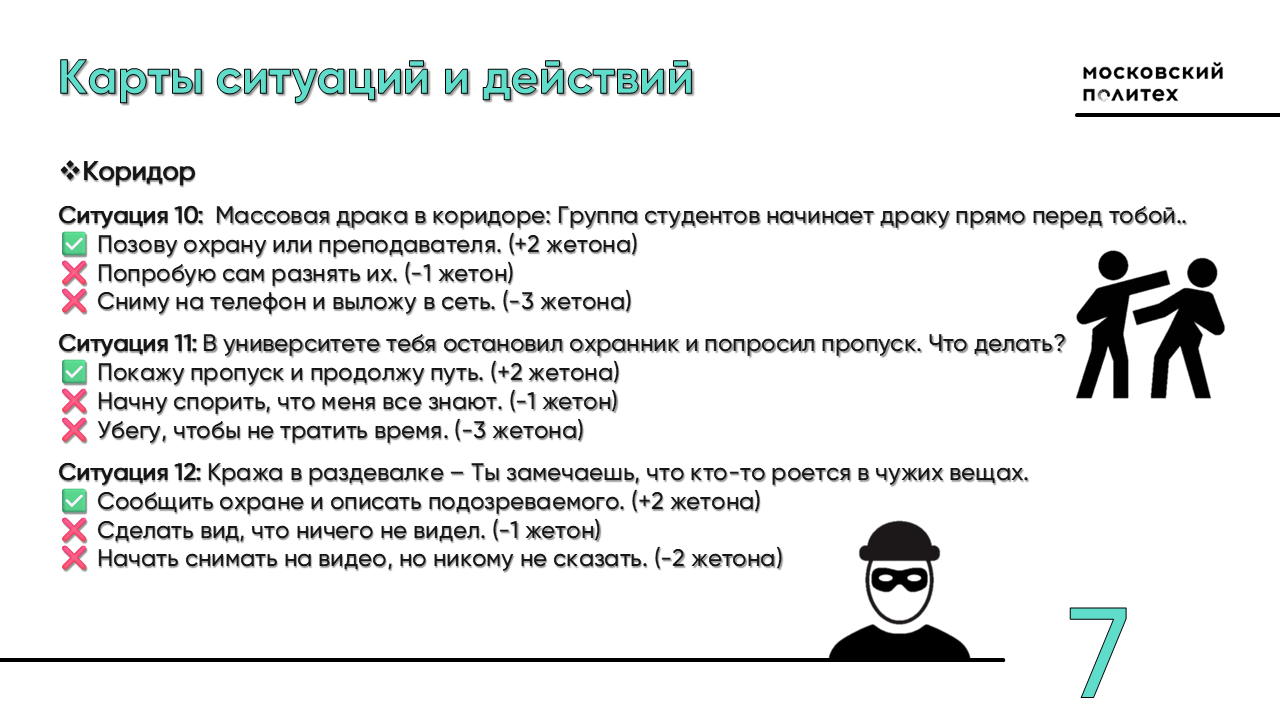 Карты ситуаций и действий
московский
политех
❖Коридор
Ситуация 10: Массовая драка в коридоре: Группа студентов начинает драку прямо перед тобой..
✅ Позову охрану или преподавателя. (+2 жетона)
❌ Попробую сам разнять их. (-1 жетон)
❌ Сниму на телефон и выложу в сеть. (-3 жетона)
Ситуация 11: В университете тебя остановил охранник и попросил пропуск. Что делать?
✅ Покажу пропуск и продолжу путь. (+2 жетона)
❌ Начну спорить, что меня все знают. (-1 жетон)
❌ Убегу, чтобы не тратить время. (-3 жетона)
Ситуация 12: Кража в раздевалке – Ты замечаешь, что кто-то роется в чужих вещах.
✅ Сообщить охране и описать подозреваемого. (+2 жетона)
❌ Сделать вид, что ничего не видел. (-1 жетон)
❌ Начать снимать на видео, но никому не сказать. (-2 жетона)
7